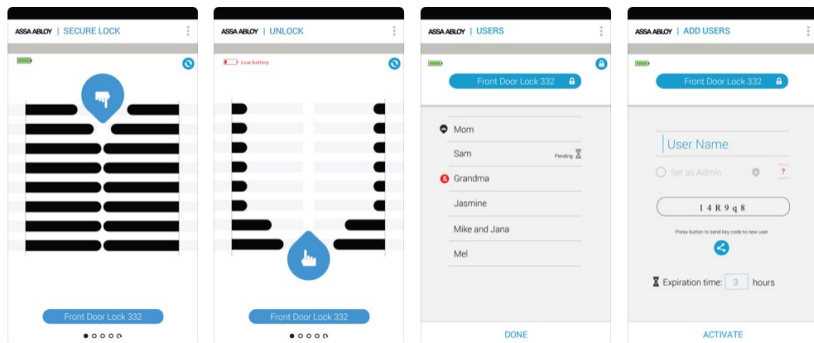 ASSA ABLOY | SECURE LOCK
Front Door Lock 332
ASSA ABLOY | UNLOCK
Low battery
Front Door Lock 332
ASSA ABLOY | USERS
Front Door Lock 332
Mom
Sam
Pending
Grandma
Jasmine
Mike and Jana
Mel
DONE
ASSA ABLOY | ADD USERS
Front Door Lock 332
User Name
Set as Admin
?
14R9q8
Press button to send key code to new user
Expiration time: 3 hours
ACTIVATE